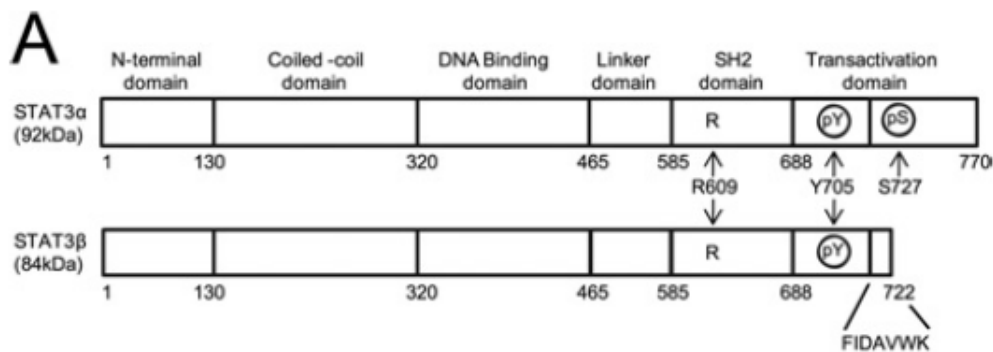 A
N-terminal domain
Coiled -coil domain
DNA Binding domain
Linker domain
SH2 domain
Transactivation domain
STAT3α
(92kDa)
R
pY
pS
1 130 320 465 585 688 770
R609 Y705 S727
STAT3β
(84kDa)
R
pY
1 130 320 465 585 688 722
FIDAVWK